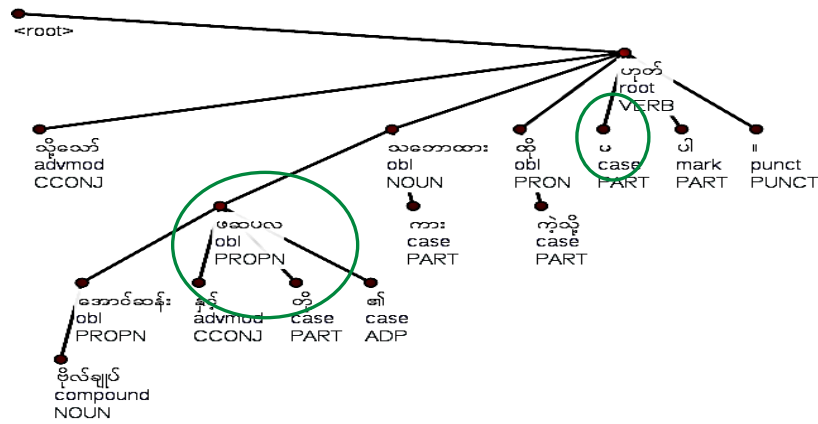 <root>
ဟုတ်
root
VERB
သို့သော်
advmod
CCONJ
သဘောထား
obl
NOUN
ထို
obl
PRON
မ
case
PART
ပါ
mark
PART
။
punct
PUNCT
ဖဆပလ
obl
PROPN
ကား
case
PART
ကဲ့သို့
case
PART
အောင်ဆန်း
obl
PROPN
နှင့်
advmod
CCONJ
တို့
case
PART
၏
case
ADP
ဗိုလ်ချုပ်
compound
NOUN